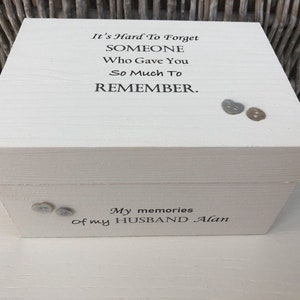 It's Hard To Forget
SOMEONE
Who Gave You
So Much To
REMEMBER.
My memories
Of my HUSBAND Alan